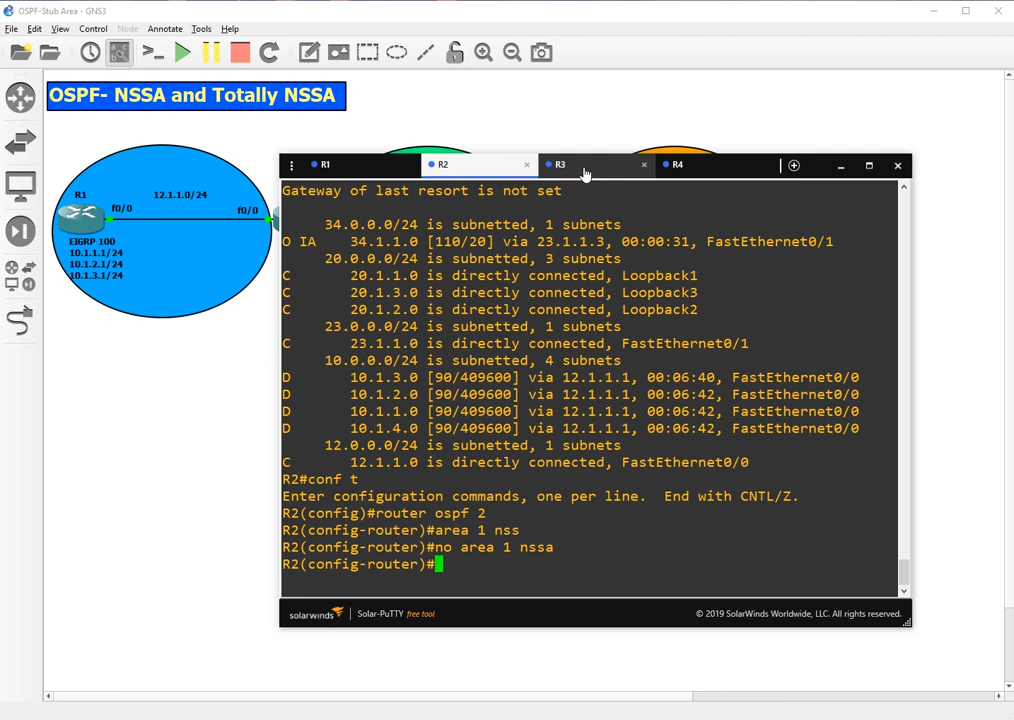 OSPF-Stub Area - GNS3
File Edit View Control Node Annotate Tools Help
OSPF- NSSA and Totally NSSA
R1 12.1.1.0/24
f0/0 f0/0
EIGRP 100
10.1.1.1/24
10.1.2.1/24
10.1.3.1/24
R1 R2 R3 R4
Gateway of last resort is not set
34.0.0.0/24 is subnetted, 1 subnets
O IA 34.1.1.0 [110/20] via 23.1.1.3, 00:00:31, FastEthernet0/1
20.0.0.0/24 is subnetted, 3 subnets
C 20.1.1.0 is directly connected, Loopback1
C 20.1.3.0 is directly connected, Loopback3
C 20.1.2.0 is directly connected, Loopback2
23.0.0.0/24 is subnetted, 1 subnets
C 23.1.1.0 is directly connected, FastEthernet0/1
10.0.0.0/24 is subnetted, 4 subnets
D 10.1.3.0 [90/409600] via 12.1.1.1, 00:06:40, FastEthernet0/0
D 10.1.2.0 [90/409600] via 12.1.1.1, 00:06:42, FastEthernet0/0
D 10.1.1.0 [90/409600] via 12.1.1.1, 00:06:42, FastEthernet0/0
D 10.1.4.0 [90/409600] via 12.1.1.1, 00:06:42, FastEthernet0/0
12.0.0.0/24 is subnetted, 1 subnets
C 12.1.1.0 is directly connected, FastEthernet0/0
R2#conf t
Enter configuration commands, one per line. End with CNTL/Z.
R2(config)#router ospf 2
R2(config-router)#area 1 nss
R2(config-router)#no area 1 nssa
R2(config-router)#
solarwinds Solar-PuTTY free tool © 2019 SolarWinds Worldwide, LLC. All rights reserved.